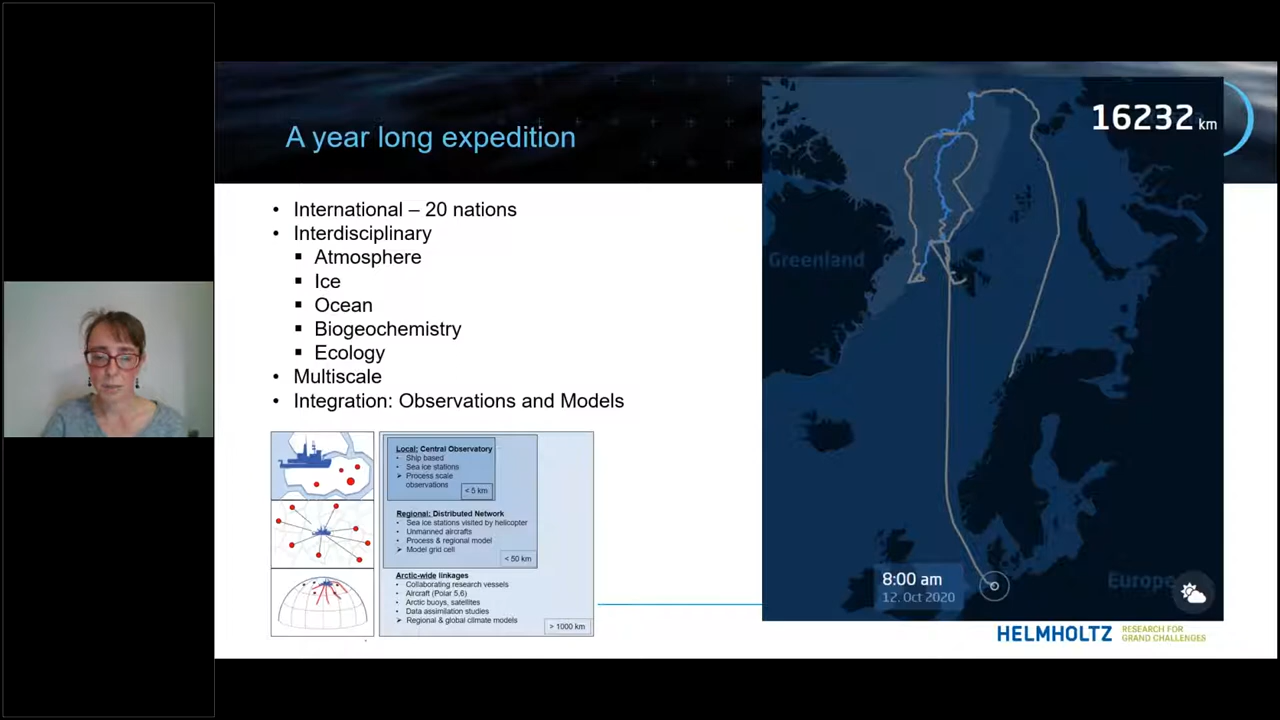 A year long expedition
16232 km
• International – 20 nations
• Interdisciplinary
▪ Atmosphere
▪ Ice
▪ Ocean
▪ Biogeochemistry
▪ Ecology
• Multiscale
• Integration: Observations and Models
Local: Central Observatory
• Ship based
• Sea ice stations
➢ Process scale
observations
< 5 km
Regional: Distributed Network
• Sea ice stations visited by helicopter
• Unmanned aircrafts
• Process & regional model
➢ Model grid cell
< 50 km
Arctic-wide linkages
• Collaborating research vessels
• Aircraft (Polar 5,6)
• Arctic buoys, satellites
• Data assimilation studies
➢ Regional & global climate models
> 1000 km
Greenland
Europe
8:00 am
12. Oct 2020
HELMHOLTZ RESEARCH FOR
GRAND CHALLENGES